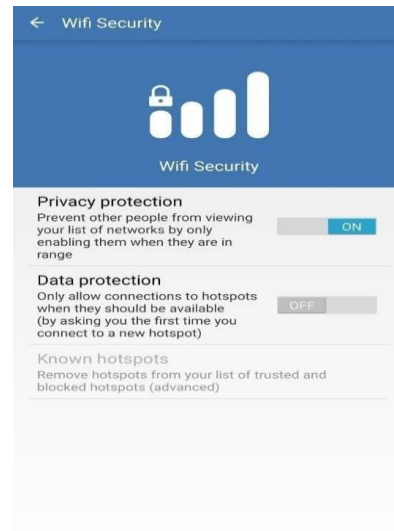 Wifi Security
Wifi Security
Privacy protection
Prevent other people from viewing
your list of networks by only
enabling them when they are in
range
ON
Data protection
Only allow connections to hotspots
when they should be available
(by asking you the first time you
connect to a new hotspot)
OFF
Known hotspots
Remove hotspots from your list of trusted and
blocked hotspots (advanced)